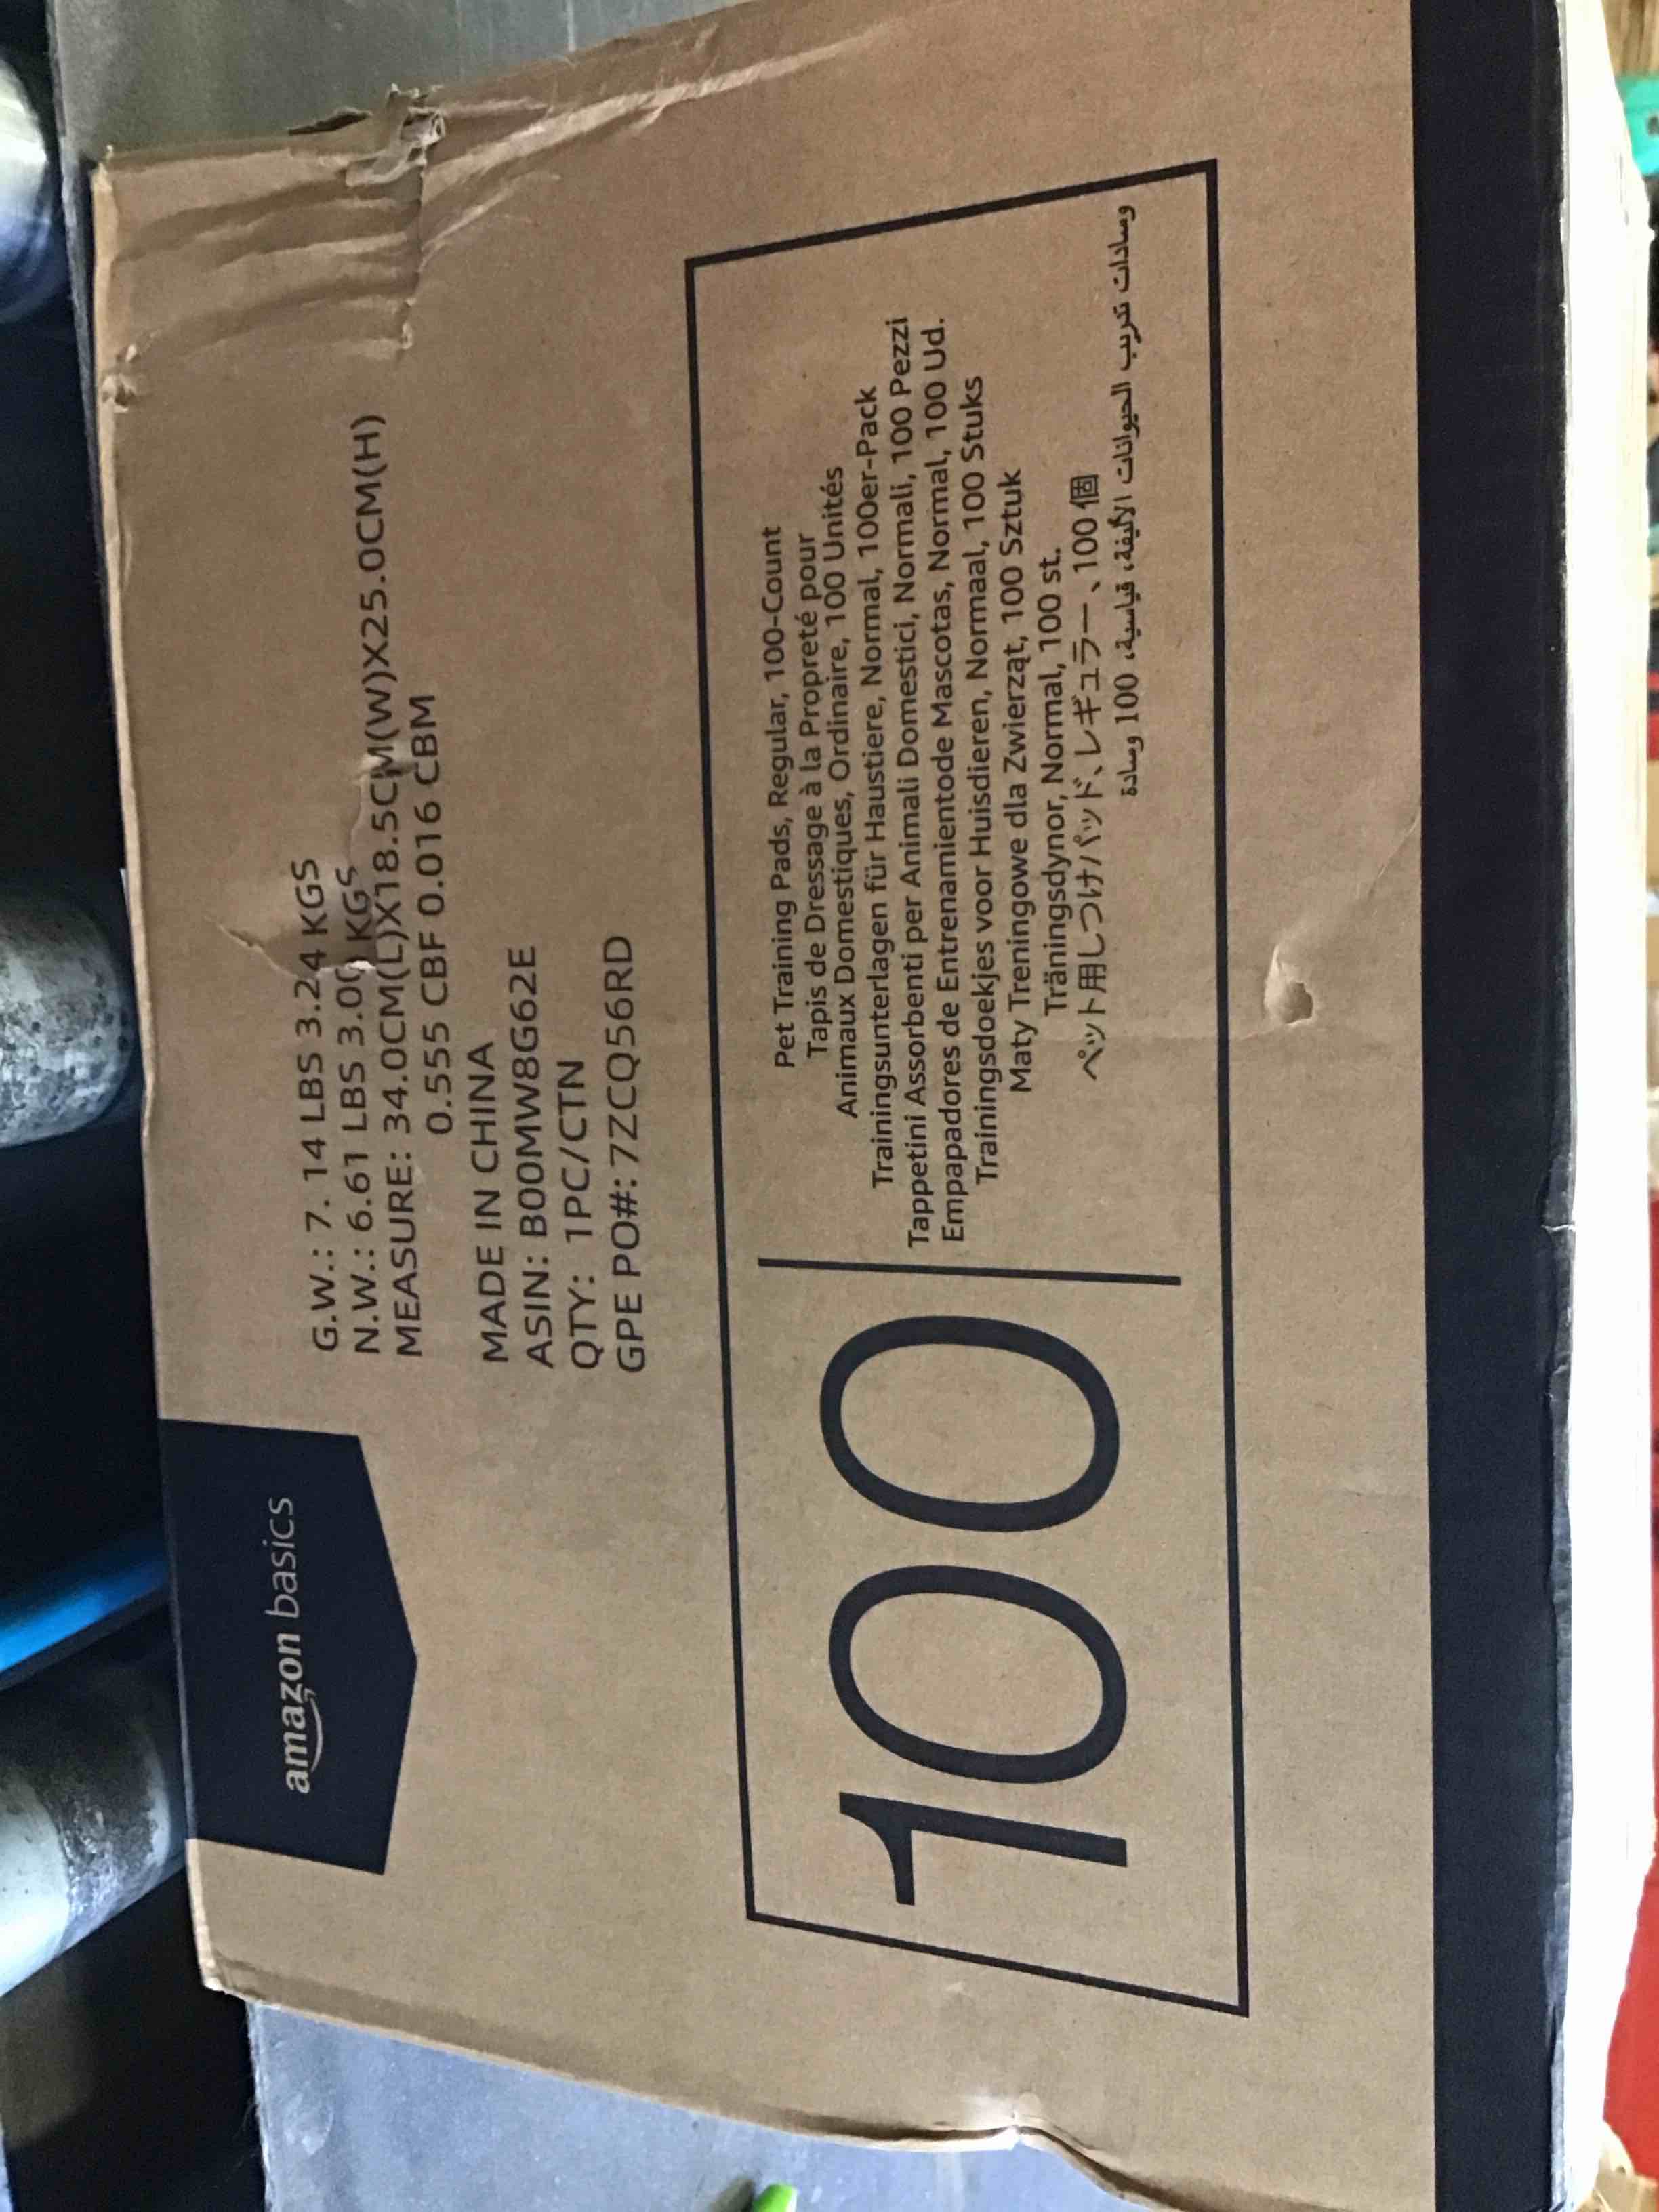 amazon basics
G.W.: 7. 14 LBS 3.24 KGS
N.W.: 6.61 LBS 3.00 KGS
MEASURE: 34.0CM(L)X18.5CM(W)X25.0CM(H)
0.555 CBF 0.016 CBM
MADE IN CHINA
ASIN: B00MW8G62E
QTY: 1PC/CTN
GPE PO#: 7ZCQ56RD
100
Pet Training Pads, Regular, 100-Count
Tapis de Dressage à la Propreté pour
Animaux Domestiques, Ordinaire, 100 Unités
Trainingsunterlagen für Haustiere, Normal, 100er-Pack
Tappetini Assorbenti per Animali Domestici, Normali, 100 Pezzi
Empapadores de Entrenamientode Mascotas, Normal, 100 Ud.
Trainingsdoekjes voor Huisdieren, Normaal, 100 Stuks
Maty Treningowe dla Zwierząt, 100 Sztuk
Träningsdynor, Normal, 100 st.
ペット用しつけパッド、レギュラー、100個
وسادات تدريب الحيوانات الأليفة، قياسية، 100 وسادة